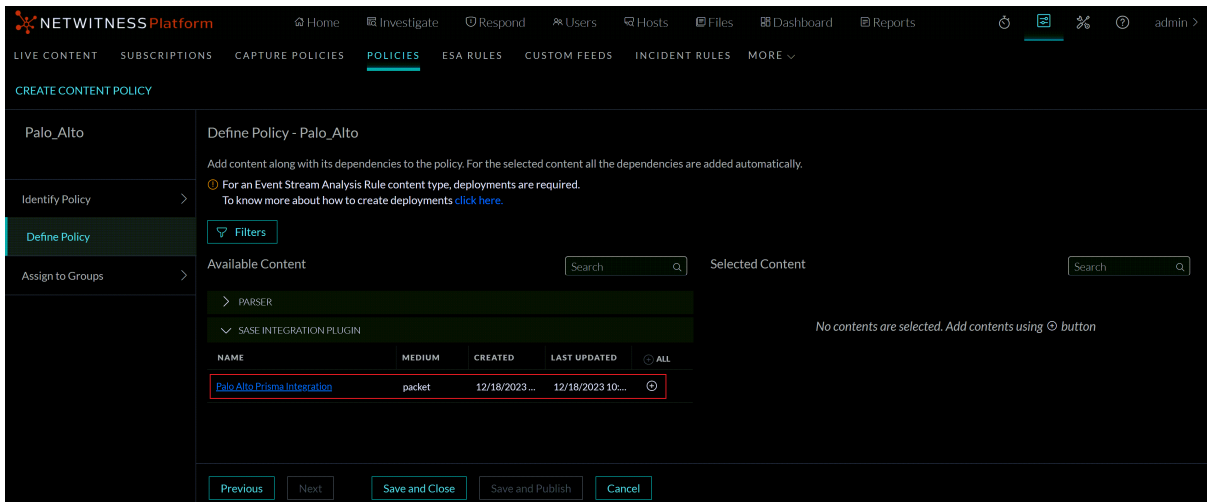 NETWITNESS Platform Home Investigate Respond Users Hosts Files Dashboard Reports admin >
LIVE CONTENT SUBSCRIPTIONS CAPTURE POLICIES POLICIES ESA RULES CUSTOM FEEDS INCIDENT RULES MORE
CREATE CONTENT POLICY
Palo_Alto
Identify Policy
Define Policy
Assign to Groups
Define Policy - Palo_Alto
Add content along with its dependencies to the policy. For the selected content all the dependencies are added automatically.
For an Event Stream Analysis Rule content type, deployments are required.
To know more about how to create deployments click here.
Filters
Available Content Search
PARSER
SASE INTEGRATION PLUGIN
NAME MEDIUM CREATED LAST UPDATED ALL
Palo Alto Prisma Integration packet 12/18/2023 ... 12/18/2023 10:...
Selected Content Search
No contents are selected. Add contents using ⊕ button
Previous Next Save and Close Save and Publish Cancel